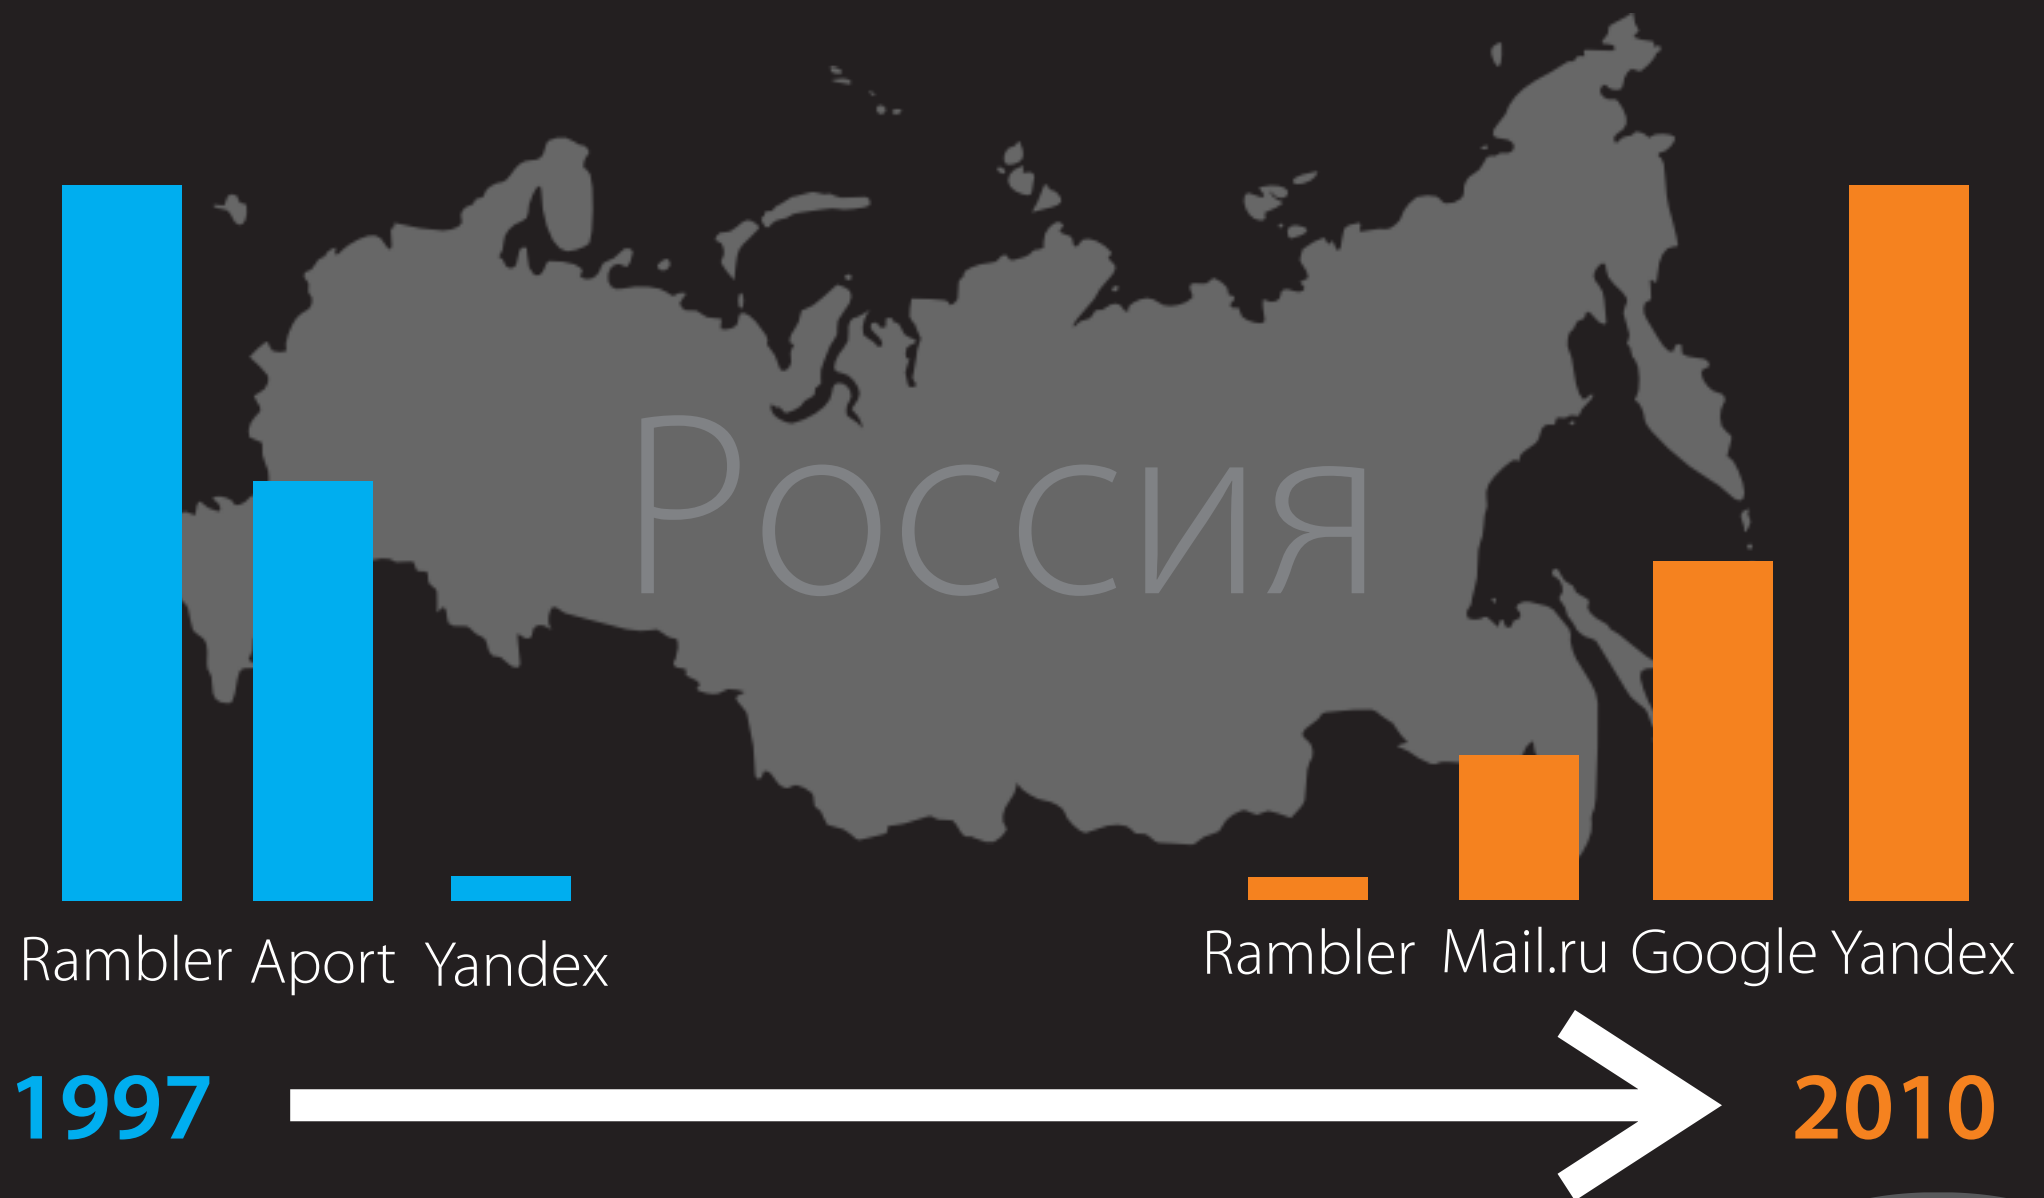 Россия
Rambler Aport Yandex
Rambler Mail.ru Google Yandex
1997
2010